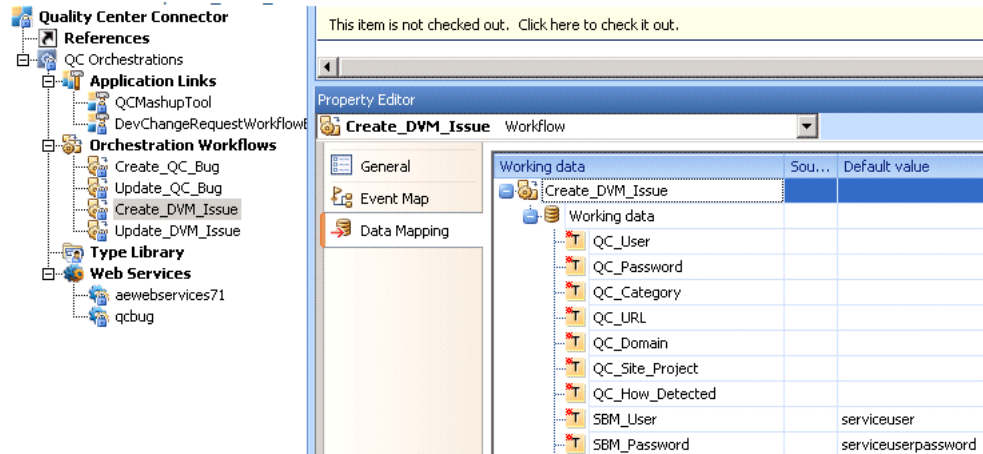 Quality Center Connector
References
QC Orchestrations
Application Links
QCMashupTool
DevChangeRequestWorkflow
Orchestration Workflows
Create_QC_Bug
Update_QC_Bug
Create_DVM_Issue
Update_DVM_Issue
Type Library
Web Services
aewebservices71
qcbug
This item is not checked out. Click here to check it out.
Property Editor
Create_DVM_Issue Workflow
General
Event Map
Data Mapping
Working data Sou... Default value
Create_DVM_Issue
Working data
QC_User
QC_Password
QC_Category
QC_URL
QC_Domain
QC_Site_Project
QC_How_Detected
SBM_User serviceuser
SBM_Password serviceuserpassword